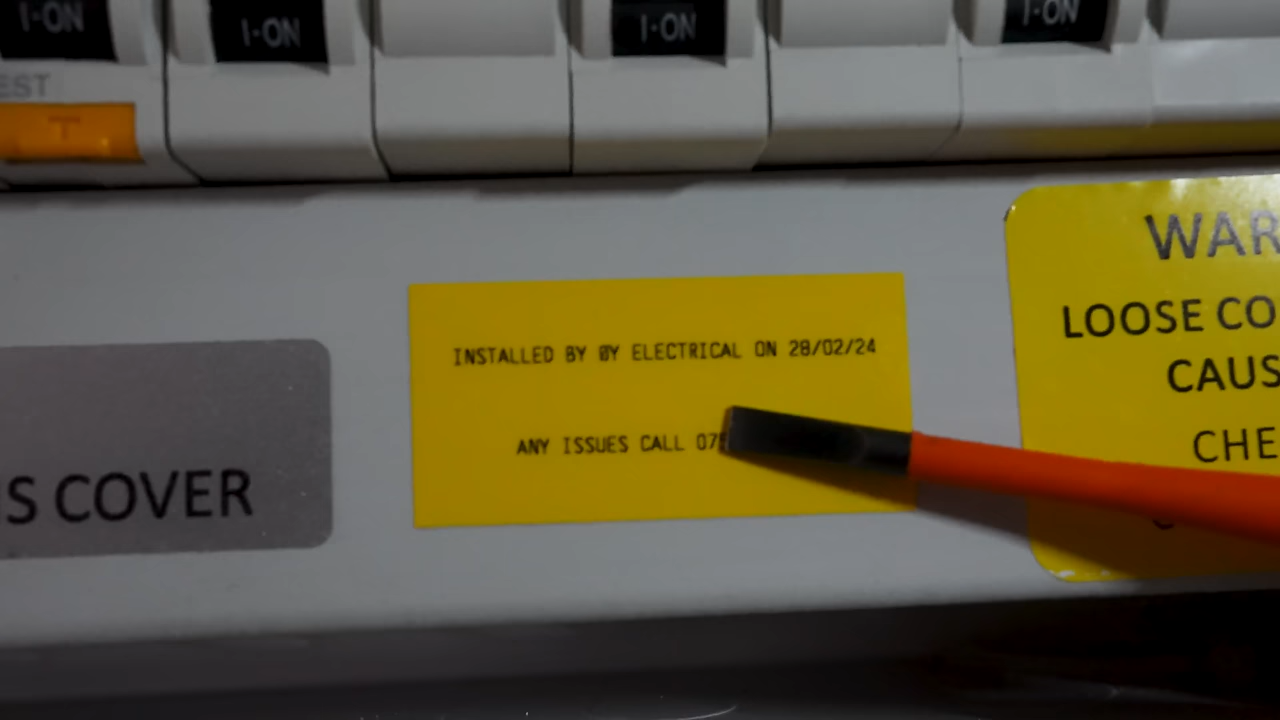 I-ON
I-ON
I-ON
I-ON
EST
T
INSTALLED BY ØY ELECTRICAL ON 28/02/24
ANY ISSUES CALL 07
S COVER
WAR
LOOSE CO
CAUS
CHE